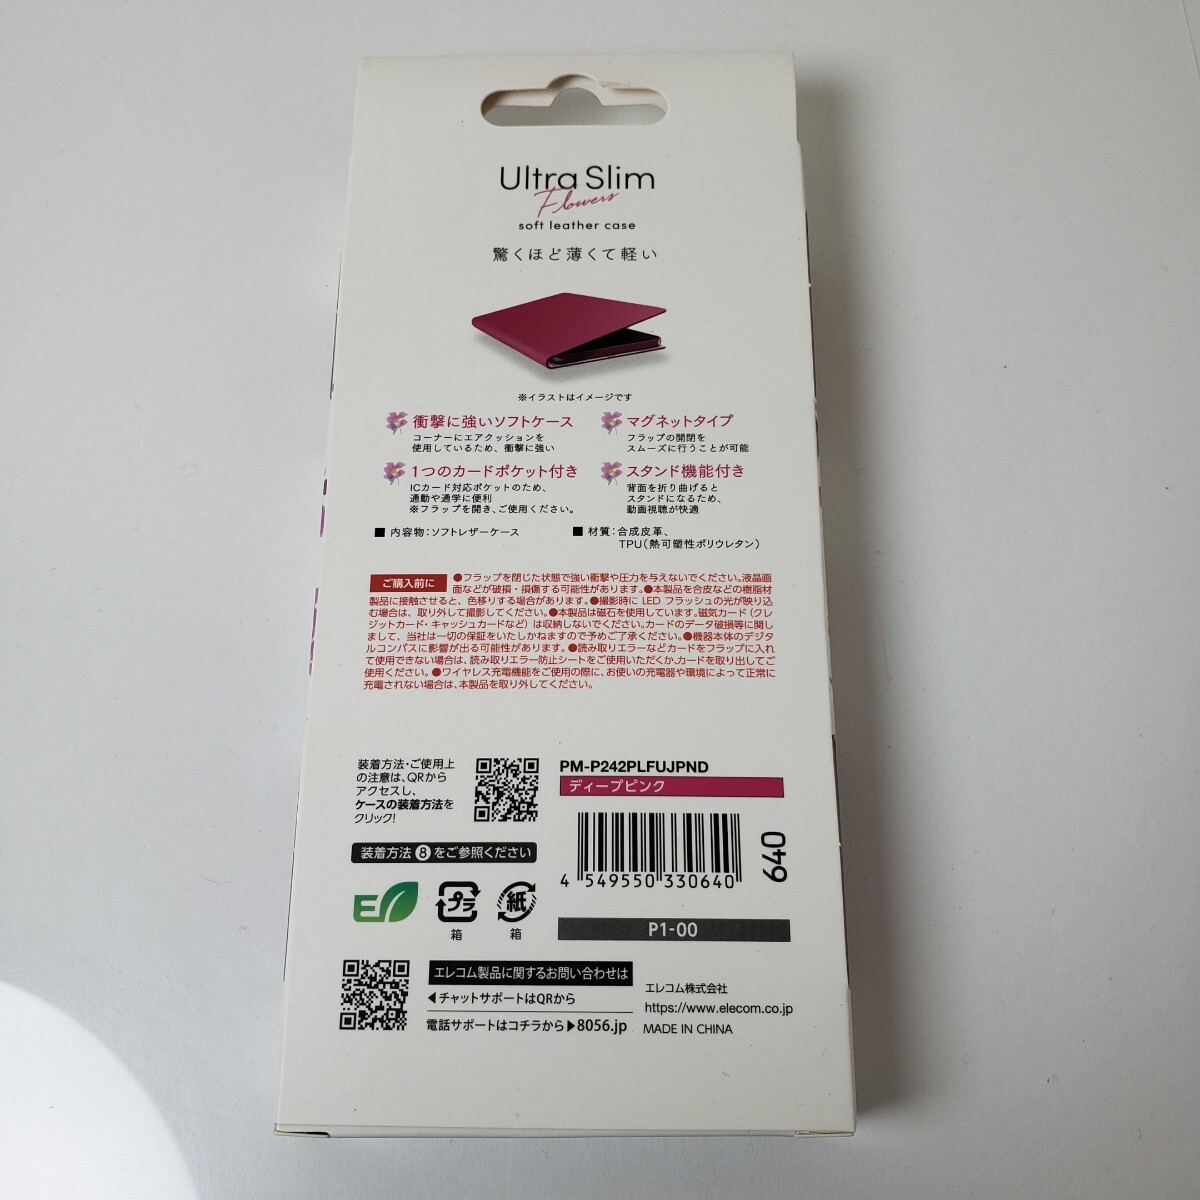 Ultra Slim
Flowers
soft leather case
驚くほど薄くて軽い
※イラストはイメージです
衝撃に強いソフトケース
コーナーにエアクッションを
使用しているため、衝撃に強い
マグネットタイプ
フラップの開閉を
スムーズに行うことが可能
1つのカードポケット付き
ICカード対応ポケットのため、
通勤や通学に便利
※フラップを開き、ご使用ください。
スタンド機能付き
背面を折り曲げると
スタンドになるため、
動画視聴が快適
■ 内容物:ソフトレザーケース
■ 材質:合成皮革、
TPU(熱可塑性ポリウレタン)
ご購入前に
●フラップを閉じた状態で強い衝撃や圧力を与えないでください。液晶画
面などが破損・損傷する可能性があります。●本製品を合皮などの樹脂材
製品に接触させると、色移りする場合があります。●撮影時に LED フラッシュの光が映り込
む場合は、取り外して撮影してください。●本製品は磁石を使用しています。磁気カード(クレ
ジットカード・キャッシュカードなど)は収納しないでください。カードのデータ破損等に関し
まして、当社は一切の保証をいたしかねますので予めご了承ください。●機器本体のデジタ
ルコンパスに影響が出る可能性があります。●読み取りエラーなどカードをフラップに入れ
て使用できない場合は、読み取りエラー防止シートをご使用いただくか、カードを取り出してご
使用ください。●ワイヤレス充電機能をご使用の際に、お使いの充電器や環境によって正常に
充電されない場合は、本製品を取り外してください。
装着方法・ご使用上
の注意は、QRから
アクセスし、
ケースの装着方法を
クリック!
装着方法 8 をご参照ください
PM-P242PLFUJPND
ディープピンク
4 549550 330640
640
P1-00
E
プラ
箱
紙
箱
エレコム製品に関するお問い合わせは
◀チャットサポートはQRから
電話サポートはコチラから▶8056.jp
エレコム株式会社
https://www.elecom.co.jp
MADE IN CHINA